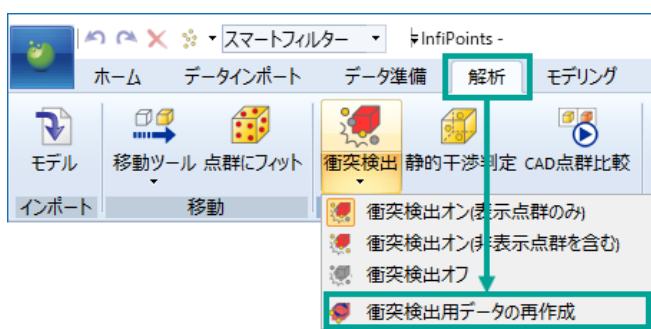 スマートフィルター InfiPoints -
ホーム データインポート データ準備 解析 モデリング
モデル 移動ツール 点群にフィット 衝突検出 静的干渉判定 CAD点群比較
インポート 移動
衝突検出オン(表示点群のみ)
衝突検出オン(非表示点群を含む)
衝突検出オフ
衝突検出用データの再作成